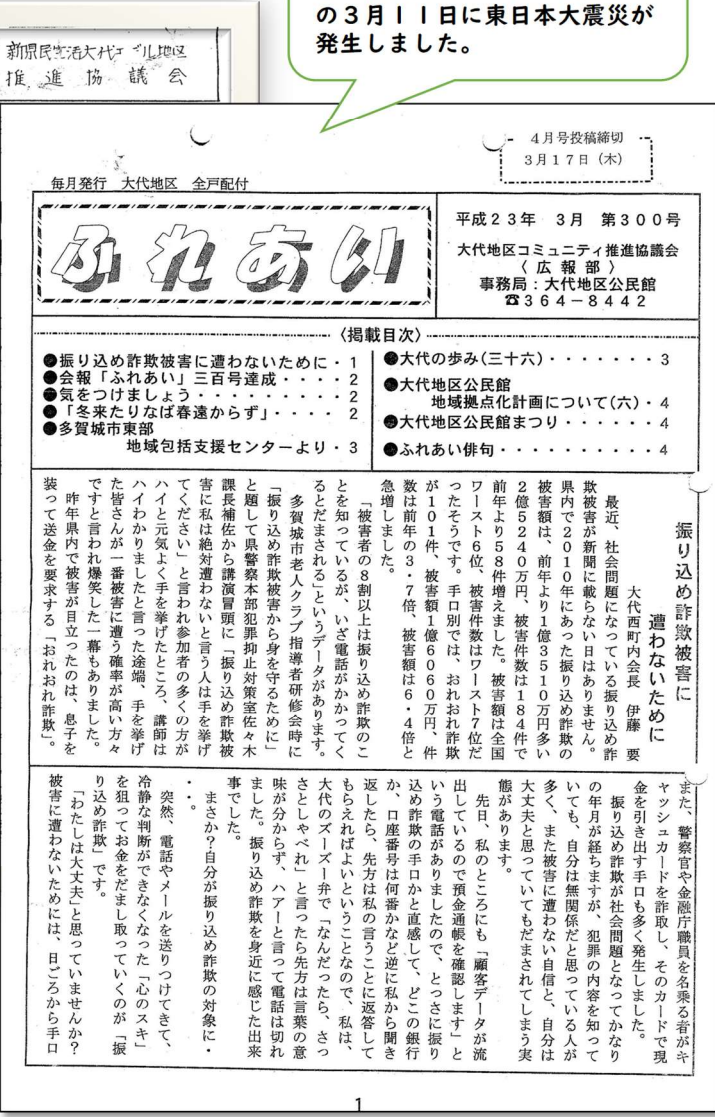 の３月１１日に東日本大震災が
発生しました。
推進協議会
４月号投稿締切
３月１７日（木）
毎月発行　大代地区　全戸配付
ふれあい
平成２３年　３月　第３００号
大代地区コミュニティ推進協議会
〈広報部〉
事務局：大代地区公民館
☎３６４－８４４２
〈掲載目次〉
●振り込め詐欺被害に遭わないために・１
●会報「ふれあい」三百号達成・・・・２
●気をつけましょう・・・・・・・・・２
●「冬来たりなば春遠からず」・・・・２
●多賀城市東部
地域包括支援センターより・３
●大代の歩み(三十六)・・・・・・・３
●大代地区公民館
地域拠点化計画について(六)・４
●大代地区公民館まつり・・・・・・４
●ふれあい俳句・・・・・・・・・・４
振り込め詐欺被害に
遭わないために
大代西町内会長　伊藤　要
最近、社会問題になっている振り込め詐
欺被害が新聞に載らない日はありません。
県内で２０１０年にあった振り込め詐欺の
被害額は、前年より１億３５１０万円多い
２億５２４０万円、被害件数は１８４件で
前年より５８件増えました。被害額は全国
ワースト６位、被害件数はワースト７位だ
ったそうです。手口別では、おれおれ詐欺
が１０１件、被害額１億６０６０万円、件
数は前年の３・７倍、被害額は６・４倍と
急増しました。
「被害者の８割以上は振り込め詐欺のこ
とを知っているが、いざ電話がかかってく
るとだまされる」というデータがあります。
多賀城市老人クラブ指導者研修会時に
「振り込め詐欺被害から身を守るために」
と題して県警察本部犯罪抑止対策室佐々木
課長補佐から講演冒頭に「振り込め詐欺被
害に私は絶対遭わないと言う人は手を挙げ
てください」と言われ参加者の多くの方が
ハイと元気よく手を挙げたところ、講師は
ハイわかりましたと言った途端、手を挙げ
た皆さんが一番被害に遭う確率が高い方々
ですと言われ爆笑した一幕もありました。
昨年県内で被害が目立ったのは、息子を
装って送金を要求する「おれおれ詐欺」。
また、警察官や金融庁職員を名乗る者がキ
ャッシュカードを詐取し、そのカードで現
金を引き出す手口も多く発生しました。
振り込め詐欺が社会問題となってかなり
の年月が経ちますが、犯罪の内容を知って
いても、自分は無関係だと思っている人が
多く、また被害に遭わない自信と、自分は
大丈夫と思っていてもだまされてしまう実
態があります。
先日、私のところにも「顧客データが流
出しているので預金通帳を確認します」と
いう電話がありましたので、とっさに振り
込め詐欺の手口かと直感して、どこの銀行
か、口座番号は何番かなど逆に私から聞き
返したら、先方は私の言うことに返答して
もらえればよいということなので、私は、
大代のズーズー弁で「なんだったら、さっ
さとしゃべれ」と言ったら先方は言葉の意
味が分からず、ハアーと言って電話は切れ
ました。振り込め詐欺を身近に感じた出来
事でした。
まさか？自分が振り込め詐欺の対象に・
・・。
突然、電話やメールを送りつけてきて、
冷静な判断ができなくなった「心のスキ」
を狙ってお金をだまし取っていくのが「振
り込め詐欺」です。
「わたしは大丈夫」と思っていませんか？
被害に遭わないためには、日ごろから手口
1